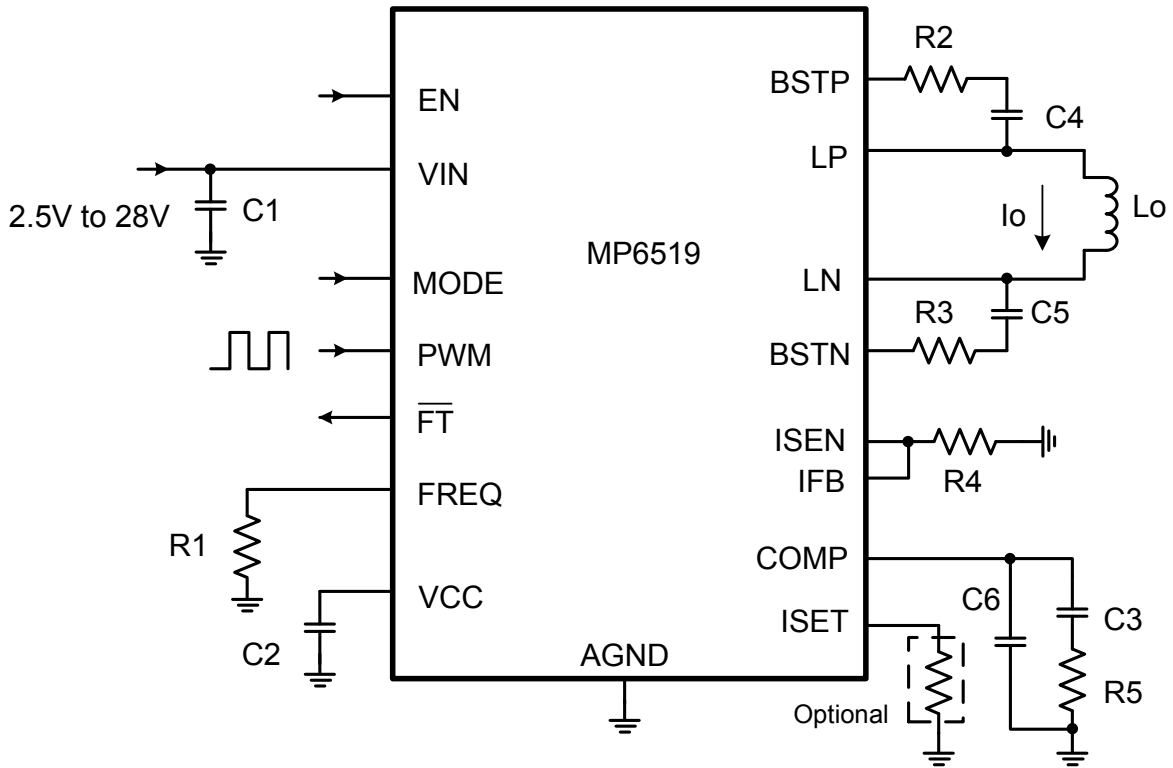 EN
VIN
2.5V to 28V
C1
MODE
PWM
FT
FREQ
R1
VCC
C2
MP6519
AGND
R2
BSTP
C4
LP
Io
Lo
LN
C5
R3
BSTN
ISEN
IFB
R4
COMP
C6
C3
ISET
R5
Optional